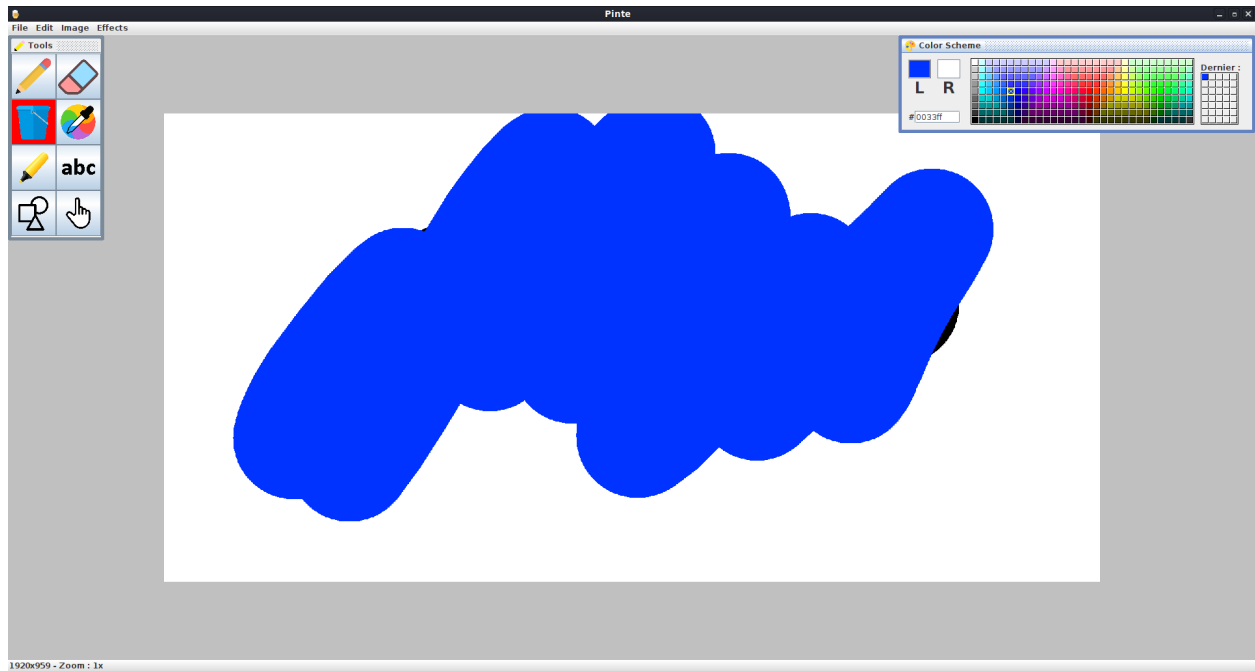 Pinte
File Edit Image Effects
Tools
abc
Color Scheme
L R
#0033ff
Dernier :
1920x959 - Zoom : 1x